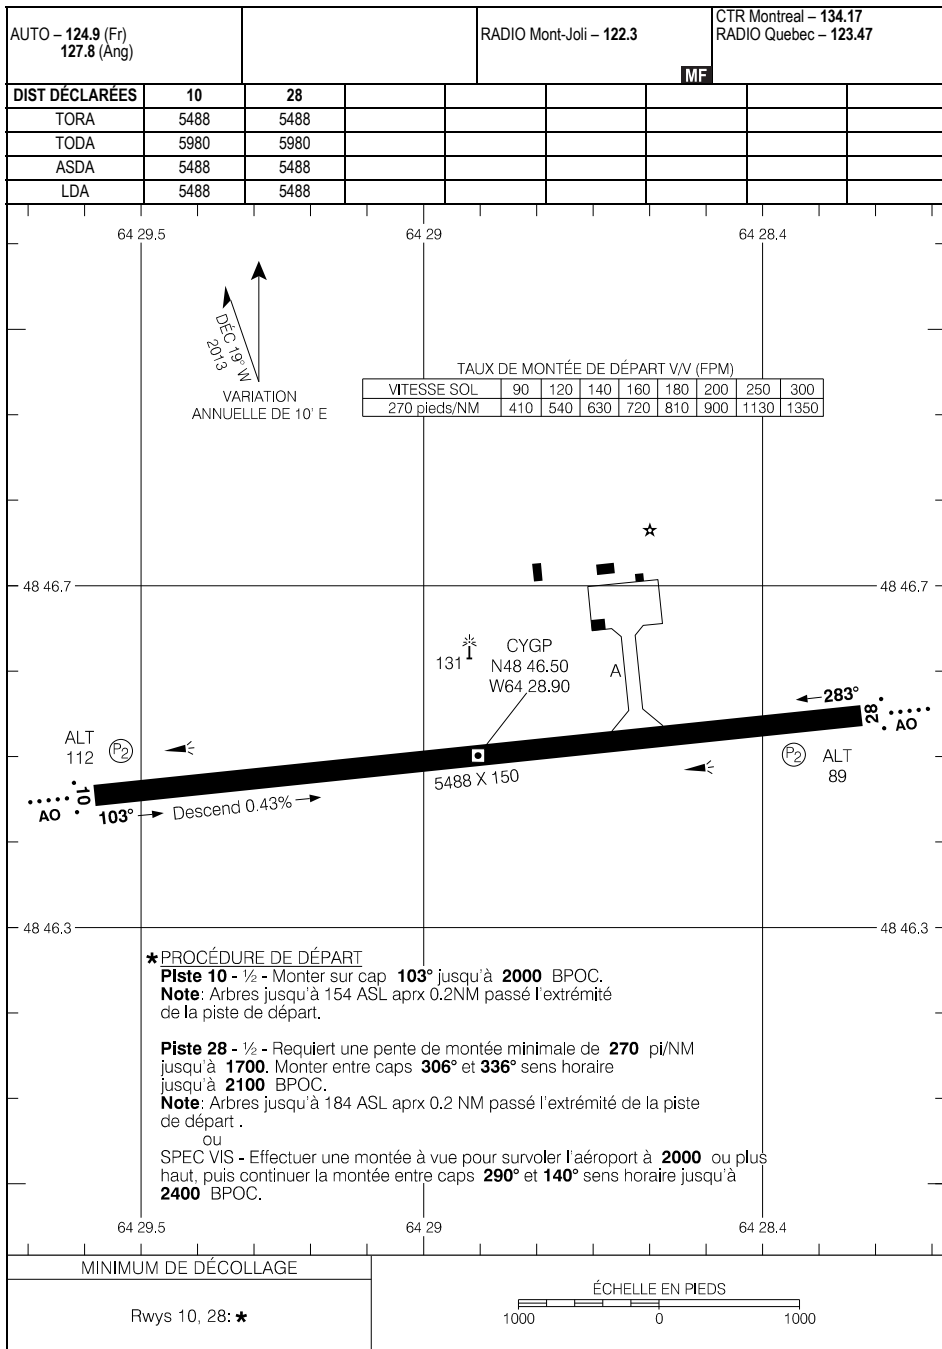 AUTO – 124.9 (Fr)
127.8 (Ang)
RADIO Mont-Joli – 122.3
MF
CTR Montreal – 134.17
RADIO Quebec – 123.47
DIST DÉCLARÉES 10 28
TORA 5488 5488
TODA 5980 5980
ASDA 5488 5488
LDA 5488 5488
64 29.5 64 29 64 28.4
DÉC 19° W
2013
VARIATION
ANNUELLE DE 10' E
TAUX DE MONTÉE DE DÉPART V/V (FPM)
VITESSE SOL 90 120 140 160 180 200 250 300
270 pieds/NM 410 540 630 720 810 900 1130 1350
48 46.7 48 46.7
131
CYGP
N48 46.50
W64 28.90
A
283°
28
AO
ALT
112
P2
P2
ALT
89
5488 X 150
10
AO
103°
Descend 0.43%
48 46.3 48 46.3
*PROCÉDURE DE DÉPART
Piste 10 - ½ - Monter sur cap 103° jusqu'à 2000 BPOC.
Note: Arbres jusqu'à 154 ASL aprx 0.2NM passé l'extrémité
de la piste de départ.
Piste 28 - ½ - Requiert une pente de montée minimale de 270 pi/NM
jusqu'à 1700. Monter entre caps 306° et 336° sens horaire
jusqu'à 2100 BPOC.
Note: Arbres jusqu'à 184 ASL aprx 0.2 NM passé l'extrémité de la piste
de départ .
ou
SPEC VIS - Effectuer une montée à vue pour survoler l'aéroport à 2000 ou plus
haut, puis continuer la montée entre caps 290° et 140° sens horaire jusqu'à
2400 BPOC.
64 29.5 64 29 64 28.4
MINIMUM DE DÉCOLLAGE
Rwys 10, 28: *
ÉCHELLE EN PIEDS
1000 0 1000